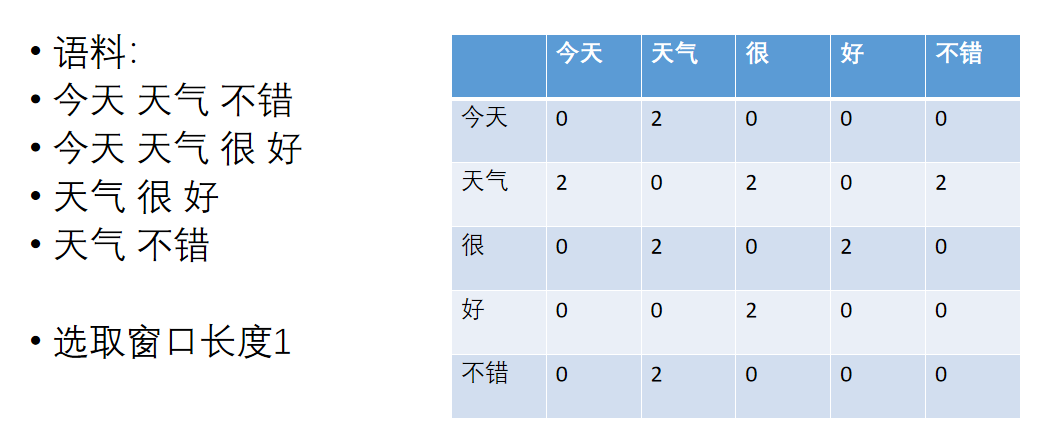 • 语料:
• 今天 天气 不错
• 今天 天气 很 好
• 天气 很 好
• 天气 不错
• 选取窗口长度1
今天 天气 很 好 不错
今天 0 2 0 0 0
天气 2 0 2 0 2
很 0 2 0 2 0
好 0 0 2 0 0
不错 0 2 0 0 0